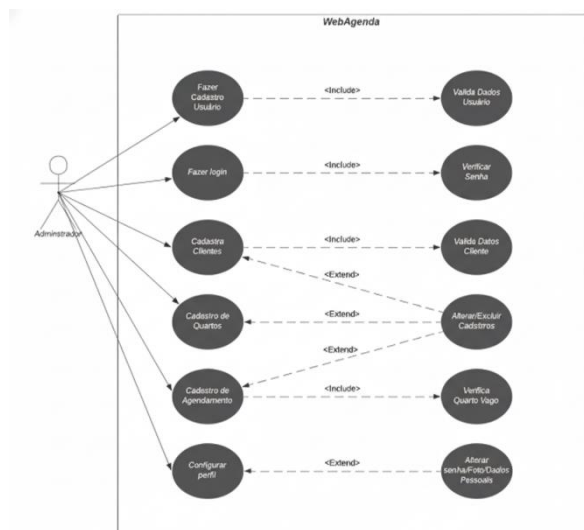 WebAgenda
Fazer
Cadastro
Usuário
<Include>
Valida Dados
Usuário
Fazer login
<Include>
Verificar
Senha
Adminstrador
Cadastra
Clientes
<Include>
Valida Datos
Cliente
<Extend>
Cadastro de
Quartos
<Extend>
Alterar/Excluir
Cadstiros
<Extend>
Cadastro de
Agendamento
<Include>
Verifica
Quarto Vago
Configurar
perfil
<Extend>
Alterar
senha/Foto/Dados
Pessoais